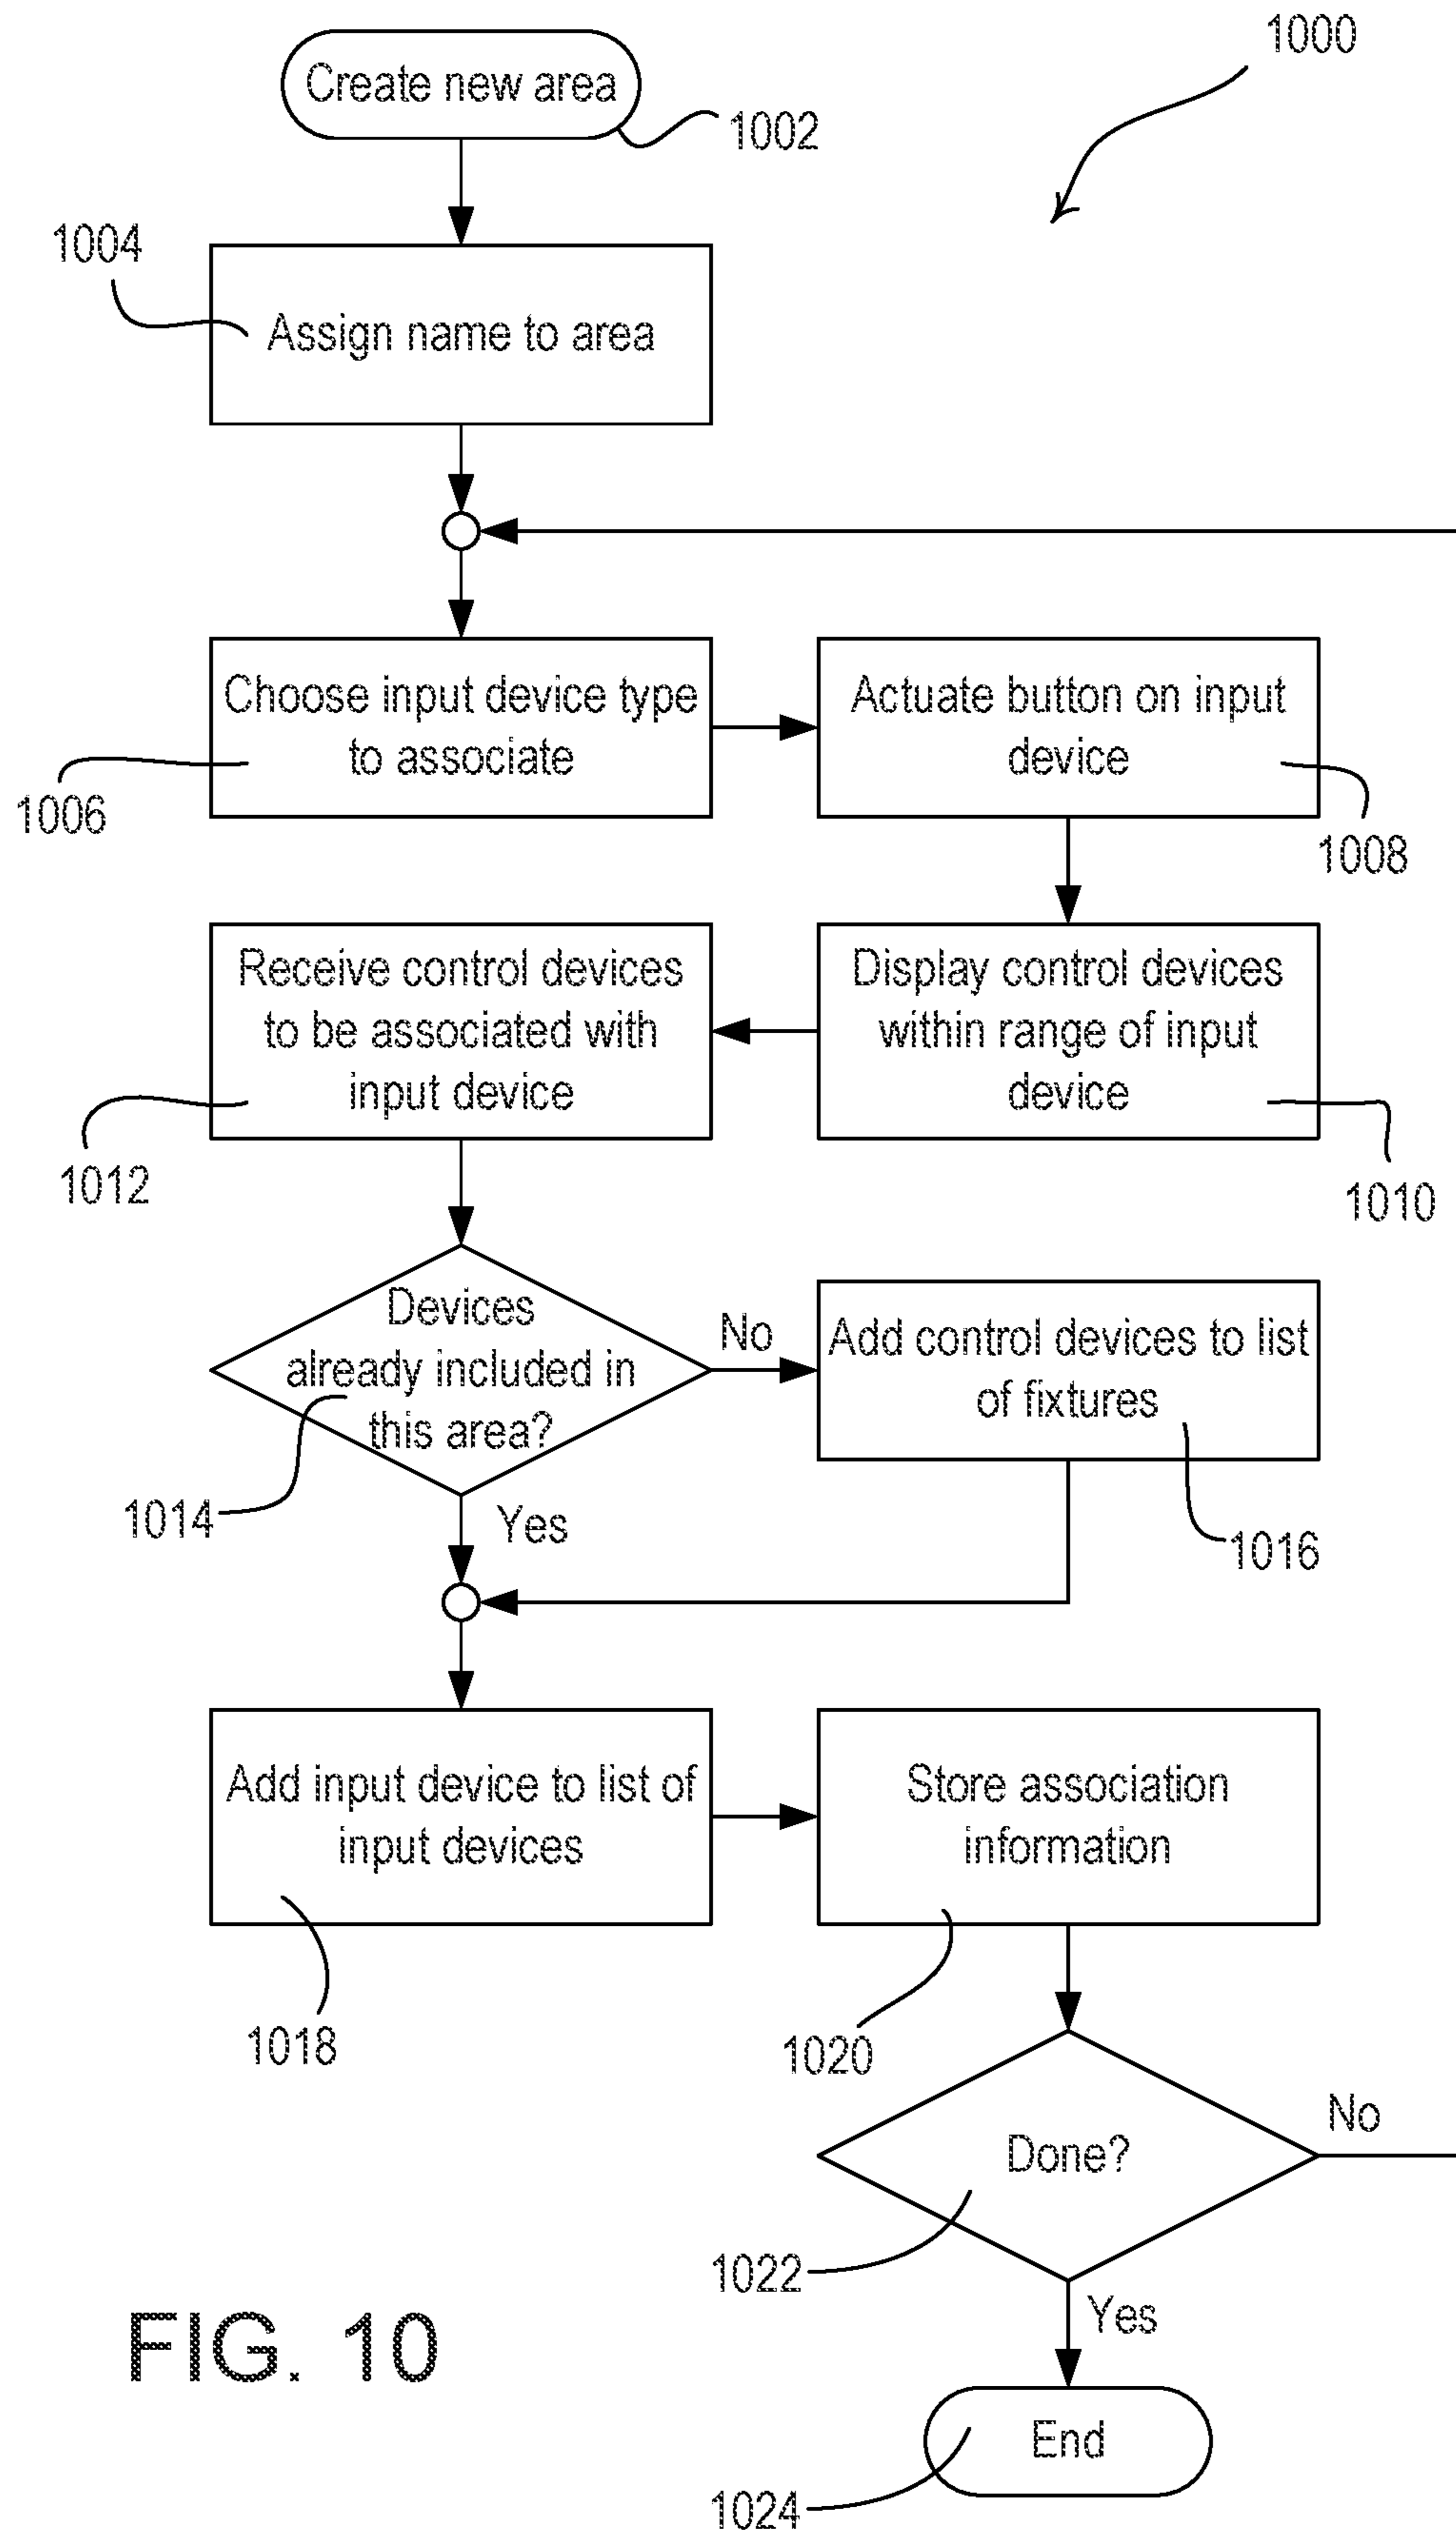 1000
Create new area
1002
1004
Assign name to area
Choose input device type
to associate
1006
Actuate button on input
device
1008
Receive control devices
to be associated with
input device
1012
Display control devices
within range of input
device
1010
Devices
already included in
this area?
1014
No
Yes
Add control devices to list
of fixtures
1016
Add input device to list of
input devices
1018
Store association
information
1020
Done?
1022
No
Yes
End
1024
FIG. 10